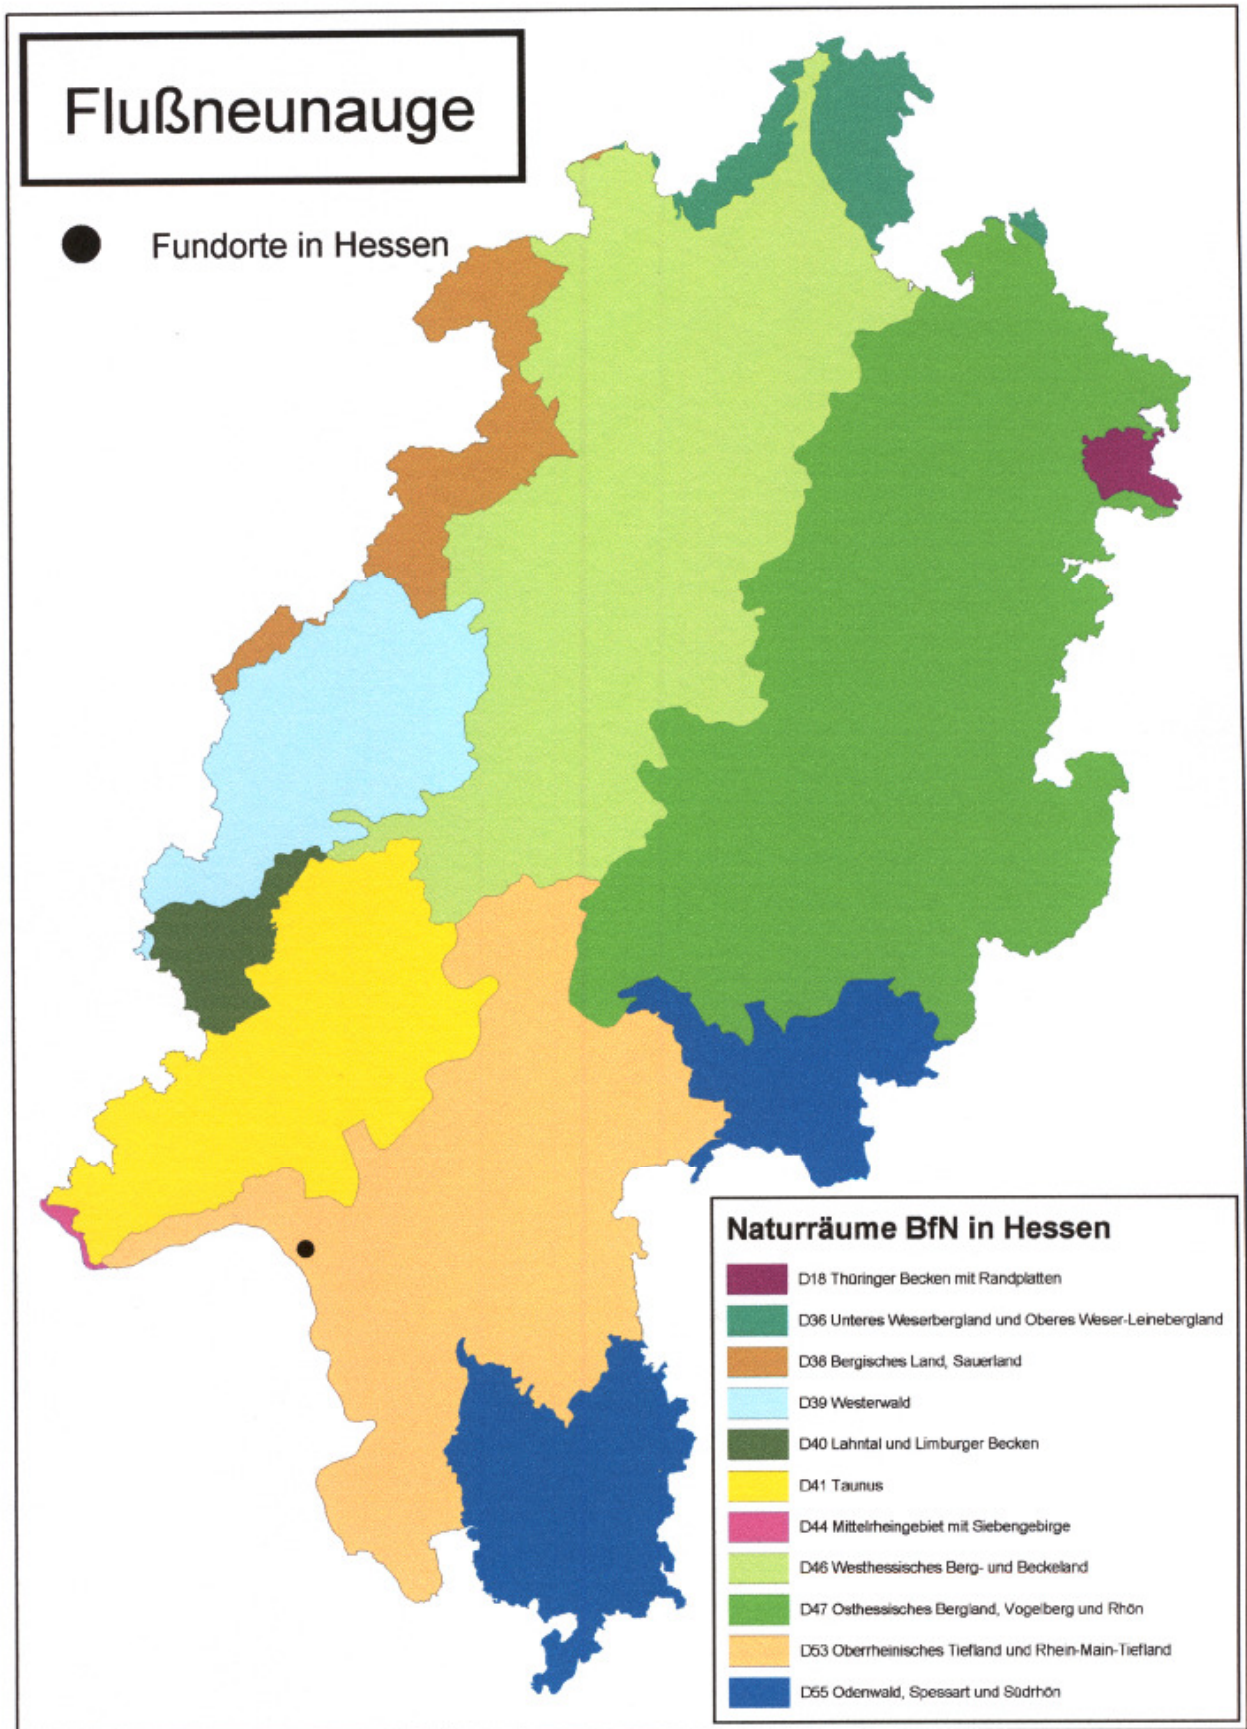 Flußneunauge
Fundorte in Hessen
Naturräume BfN in Hessen
D18 Thüringer Becken mit Randplatten
D36 Unteres Weserbergland und Oberes Weser-Leinebergland
D38 Bergisches Land, Sauerland
D39 Westerwald
D40 Lahntal und Limburger Becken
D41 Taunus
D44 Mittelrheingebiet mit Siebengebirge
D46 Westhessisches Berg- und Beckeland
D47 Osthessisches Bergland, Vogelberg und Rhön
D53 Oberrheinisches Tiefland und Rhein-Main-Tiefland
D55 Odenwald, Spessart und Südrhön